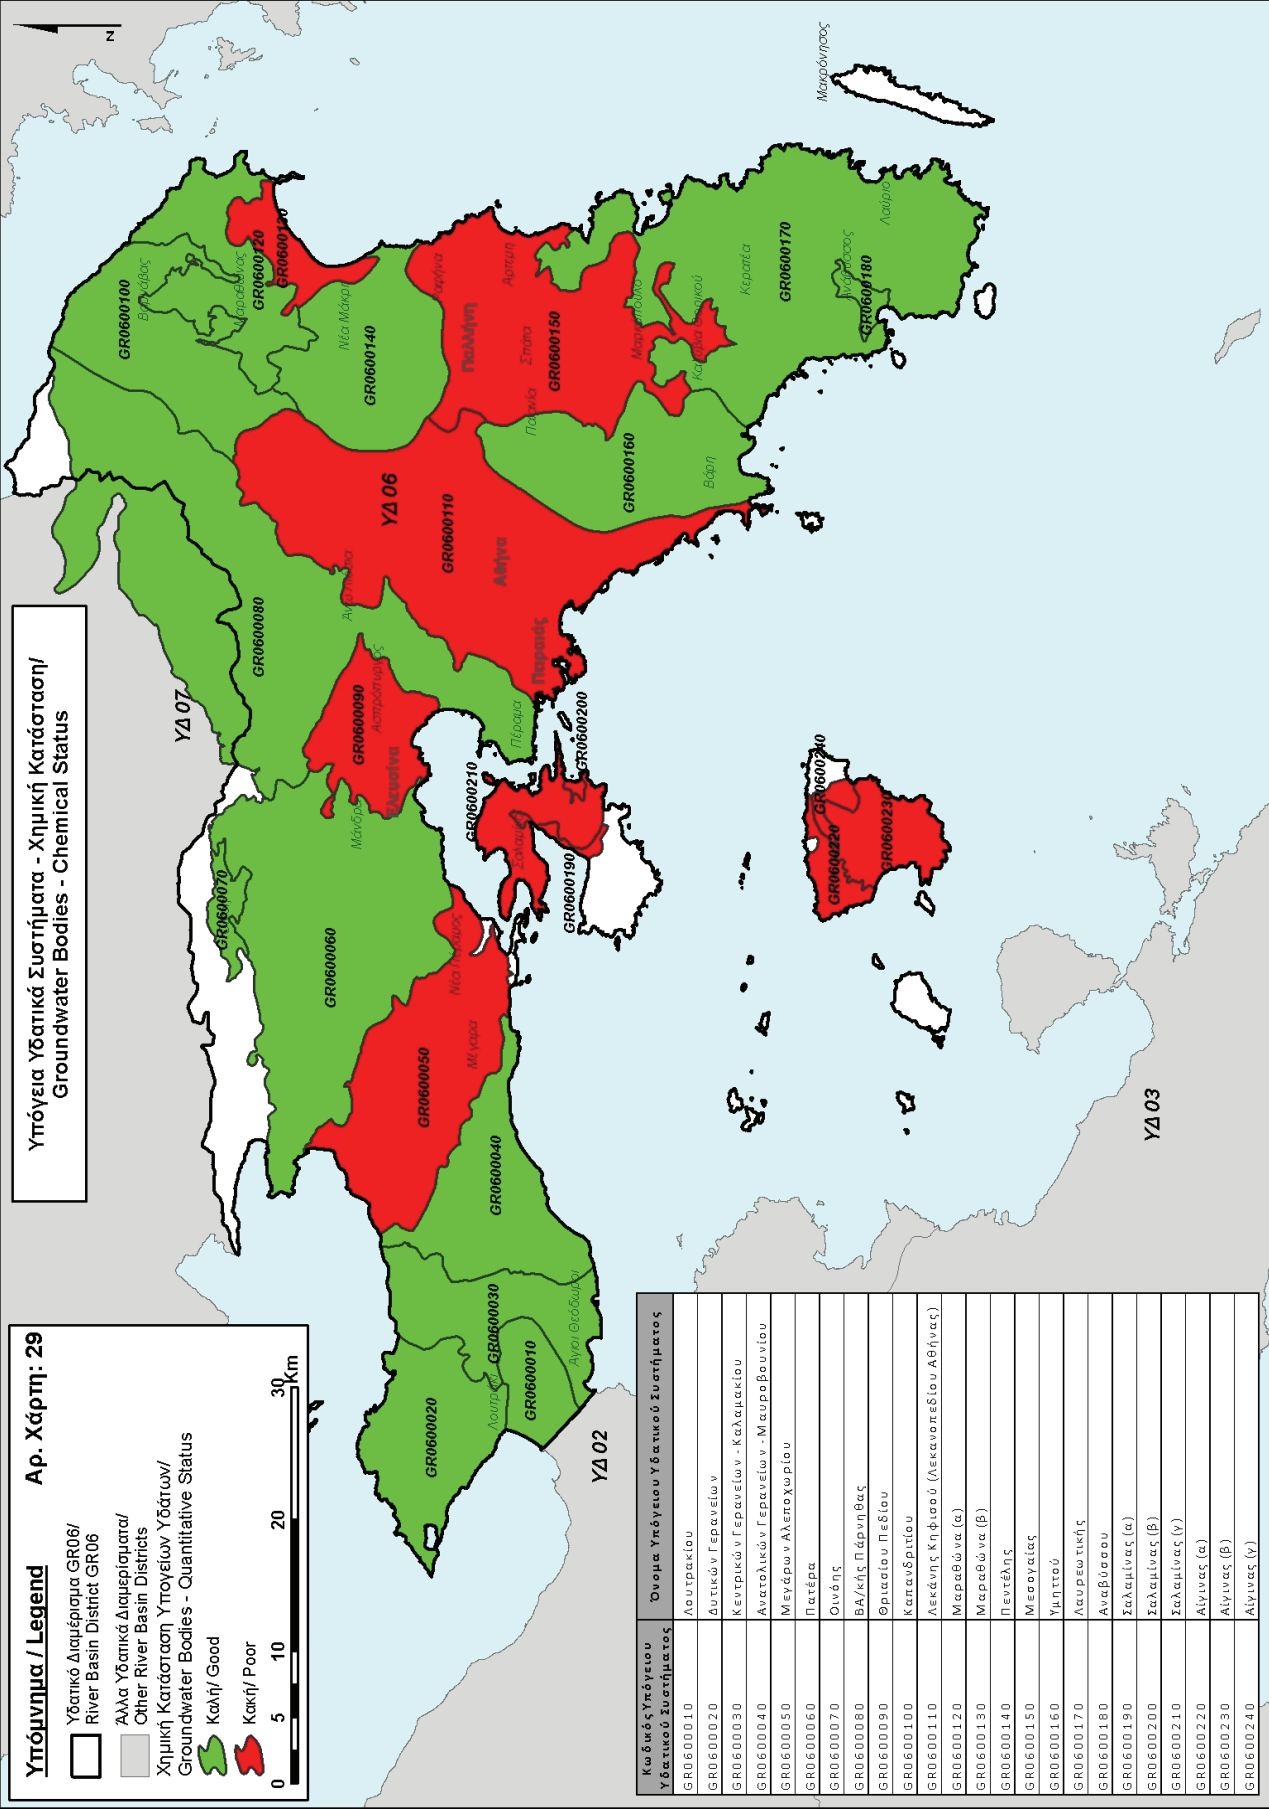 Υπόγεια Υδατικά Συστήματα - Χημική Κατάσταση/
Groundwater Bodies - Chemical Status
Υπόμνημα / Legend
Αρ. Χάρτη: 29
Υδατικό Διαμέρισμα GR06/
River Basin District GR06
Άλλα Υδατικά Διαμερίσματα/
Other River Basin Districts
Χημική Κατάσταση Υπογείων Υδάτων/
Groundwater Bodies - Quantitative Status
Καλή/ Good
Κακή/ Poor
0 5 10 20 30
Km
Z
ΥΔ 07
ΥΔ 06
ΥΔ 02
ΥΔ 03
GR0600020
GR0600010
GR0600030
GR0600040
GR0600050
GR0600060
GR0600070
GR0600080
GR0600090
GR0600100
GR0600110
GR0600120
GR0600130
GR0600140
GR0600150
GR0600160
GR0600170
GR0600180
GR0600190
GR0600200
GR0600210
GR0600220
GR0600230
GR0600240
Λουτράκι
Άγιοι Θεόδωροι
Μέγαρα
Νέα Πέραμος
Μάνδρα
Ελευσίνα
Ασπρόπυργος
Σαλαμίνα
Πέραμα
Πειραιάς
Αθήνα
Βαρνάβας
Μαραθώνας
Νέα Μάκρη
Ραφήνα
Παλλήνη
Αρτεμη
Σπάτα
Παιανία
Μαρκόπουλο
Βάρη
Κερατέα
Ανάβυσσος
Λαύριο
Μακρόνησος
Κωδικός Υπόγειου Υδατικού Συστήματος
Όνομα Υπόγειου Υδατικού Συστήματος
GR0600010 Λουτρακίου
GR0600020 Δυτικών Γερανείων
GR0600030 Κεντρικών Γερανείων - Καλαμακίου
GR0600040 Ανατολικών Γερανείων - Μαυροβουνίου
GR0600050 Μεγάρων Αλεποχωρίου
GR0600060 Πατέρα
GR0600070 Οινόης
GR0600080 ΒΑ/κής Πάρνηθας
GR0600090 Θριασίου Πεδίου
GR0600100 Καπανδριτίου
GR0600110 Λεκάνης Κηφισού (Λεκανοπεδίου Αθήνας)
GR0600120 Μαραθώνα (α)
GR0600130 Μαραθώνα (β)
GR0600140 Πεντέλης
GR0600150 Μεσογαίας
GR0600160 Υμηττού
GR0600170 Λαυρεωτικής
GR0600180 Αναβύσσου
GR0600190 Σαλαμίνας (α)
GR0600200 Σαλαμίνας (β)
GR0600210 Σαλαμίνας (γ)
GR0600220 Αίγινας (α)
GR0600230 Αίγινας (β)
GR0600240 Αίγινας (γ)